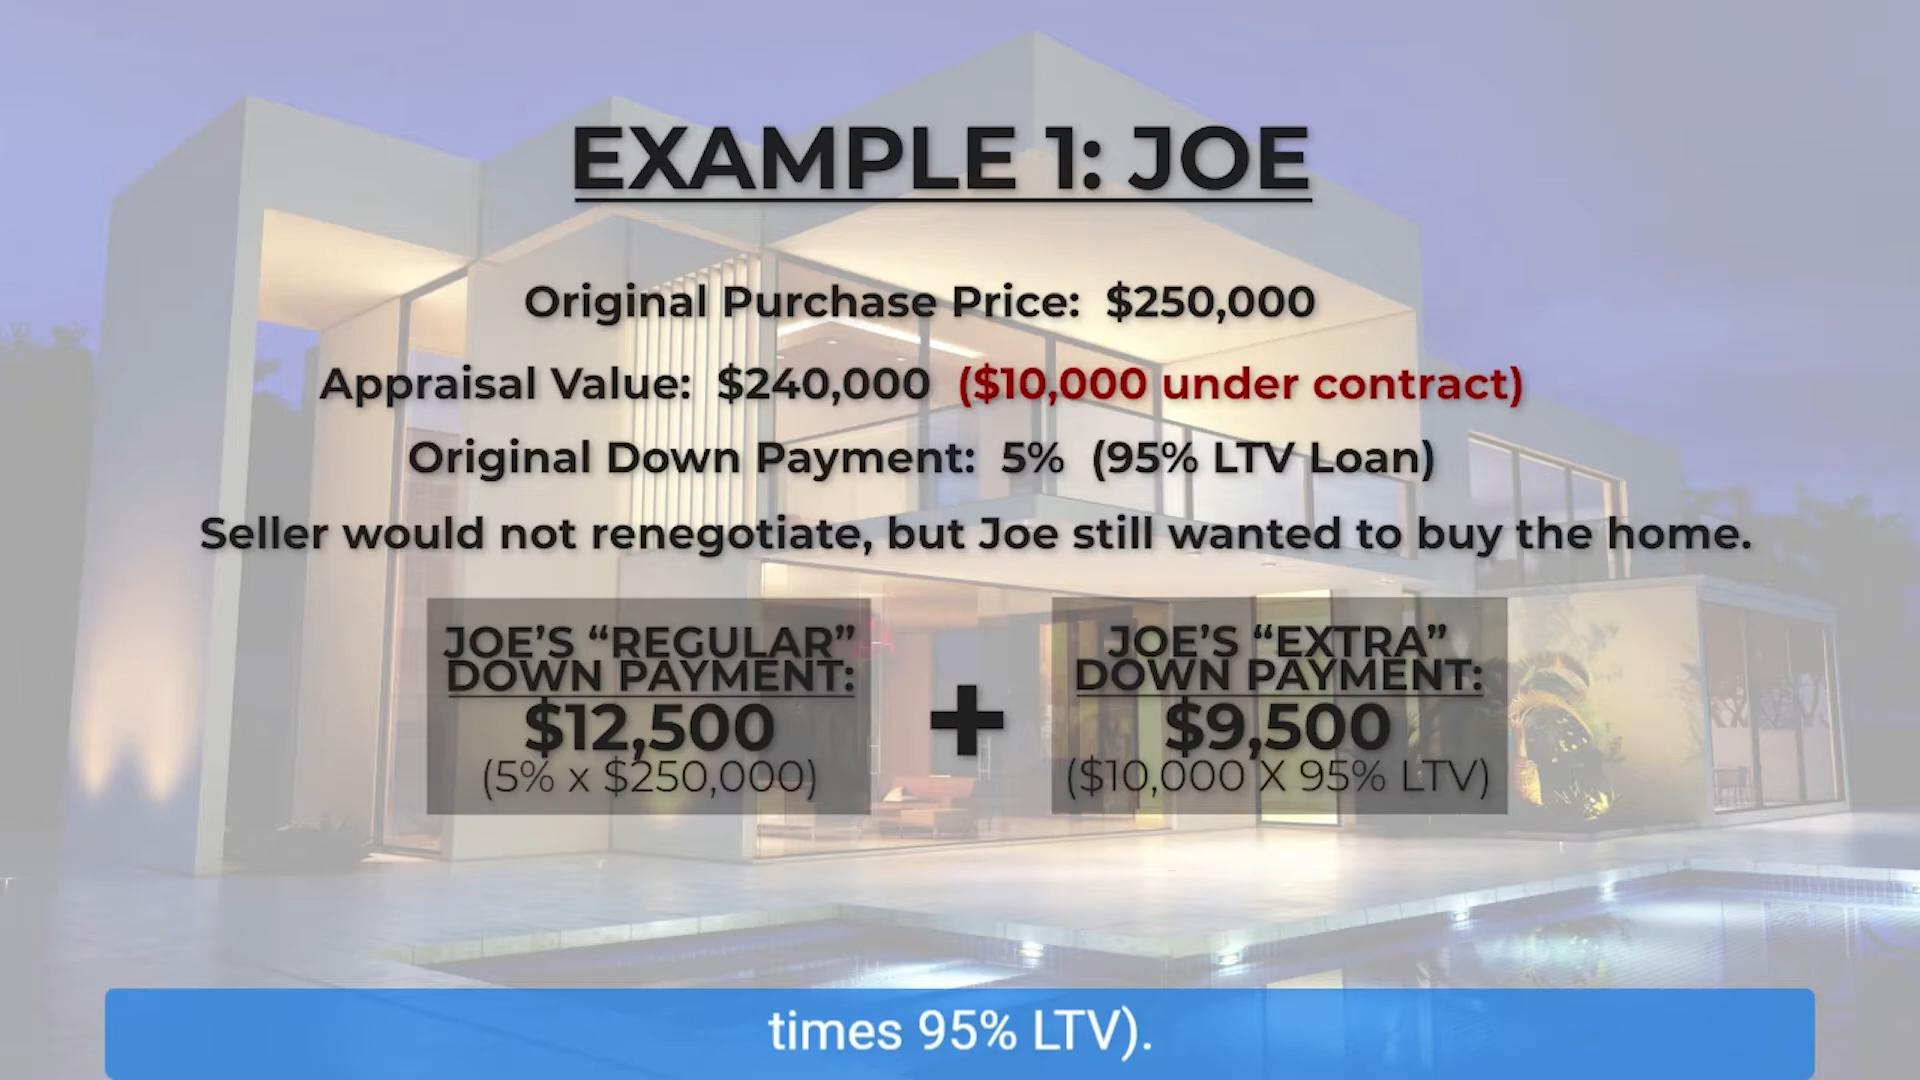 EXAMPLE 1: JOE
Original Purchase Price: $250,000
Appraisal Value: $240,000 ($10,000 under contract)
Original Down Payment: 5% (95% LTV Loan)
Seller would not renegotiate, but Joe still wanted to buy the home.
JOE'S “REGULAR”
DOWN PAYMENT:
$12,500
(5% x $250,000)
+
JOE'S “EXTRA”
DOWN PAYMENT:
$9,500
($10,000 X 95% LTV)
times 95% LTV).